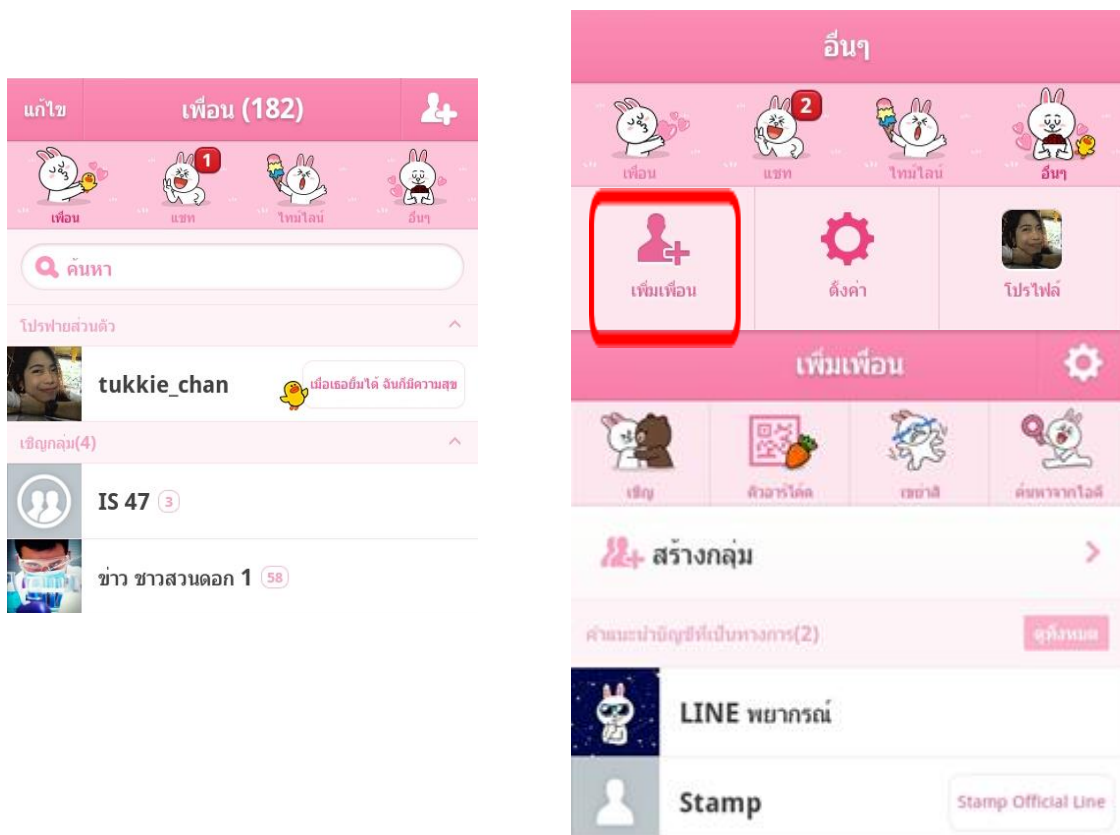 แก้ไข
เพื่อน (182)
1
เพื่อน
แชท
ไทม์ไลน์
อื่นๆ
ค้นหา
โปรฟายส่วนตัว
tukkie_chan
เมื่อเธอยิ้มได้ ฉันก็มีความสุข
เชิญกลุ่ม(4)
IS 47 3
ข่าว ชาวสวนดอก 1 58
อื่นๆ
2
เพื่อน
แชท
ไทม์ไลน์
อื่นๆ
เพิ่มเพื่อน
ตั้งค่า
โปรไฟล์
เพิ่มเพื่อน
เชิญ
คิวอาร์โค้ด
เขย่าสิ
ค้นหาจากไอดี
สร้างกลุ่ม
คำแนะนำบัญชีที่เป็นทางการ(2)
ดูทั้งหมด
LINE พยากรณ์
Stamp
Stamp Official Line